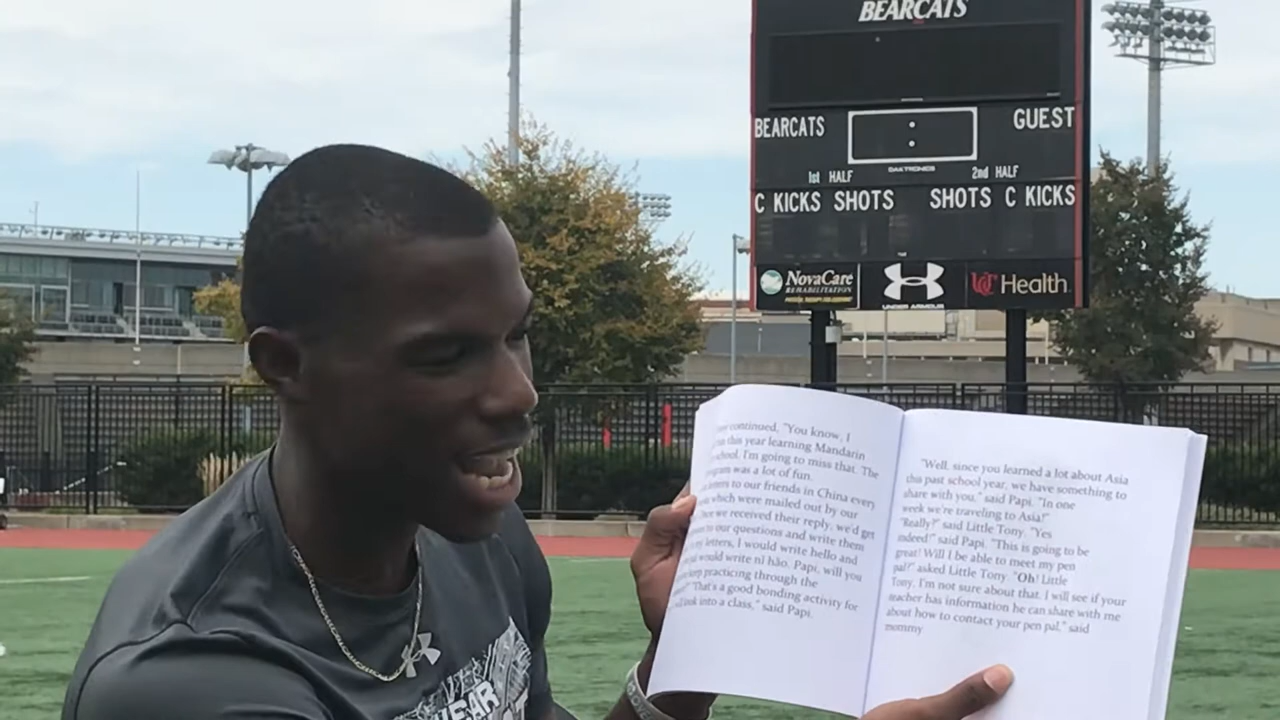 BEARCATS
BEARCATS
GUEST
DAKTRONICS
1st HALF
2nd HALF
C KICKS SHOTS
SHOTS C KICKS
NovaCare
REHABILITATION
UNDER ARMOUR
UC Health.
continued, "You know, I
this year learning Mandarin
school. I'm going to miss that. The
program was a lot of fun.
letters to our friends in China every
which were mailed out by our
we received their reply, we'd get
to our questions and write them
letters, I would write hello and
would write nǐ hǎo. Papi, will you
keep practicing through the
"That's a good bonding activity for
look into a class," said Papi.
"Well, since you learned a lot about Asia
this past school year, we have something to
share with you," said Papi. "In one
week we're traveling to Asia!"
"Really?" said Little Tony. "Yes
indeed!" said Papi. "This is going to be
great! Will I be able to meet my pen
pal?" asked Little Tony. "Oh! Little
Tony, I'm not sure about that. I will see if your
teacher has information he can share with me
about how to contact your pen pal," said
mommy
WEAR